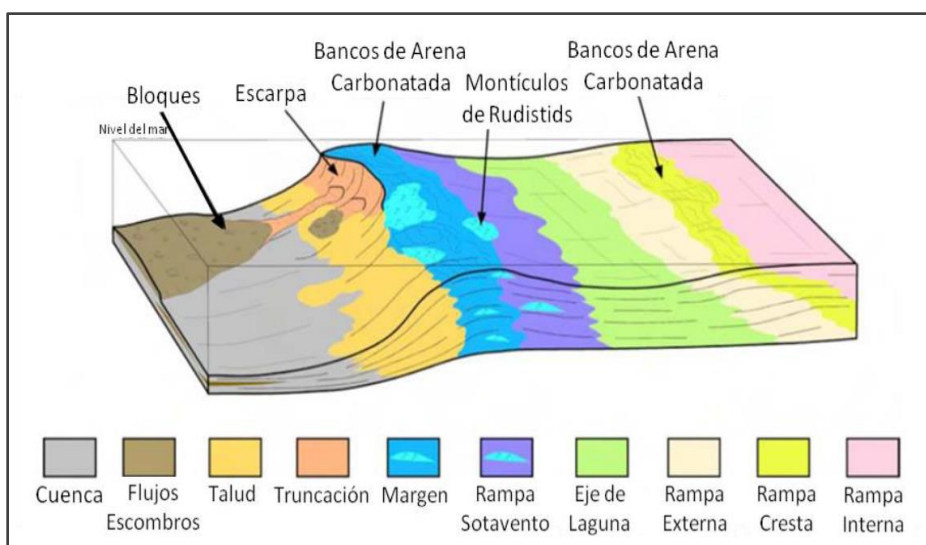 Bancos de Arena
Carbonatada
Bancos de Arena
Carbonatada
Bloques
Escarpa
Montículos
de Rudistids
Nivel del mar
Cuenca
Flujos
Escombros
Talud
Truncación
Margen
Rampa
Sotavento
Eje de
Laguna
Rampa
Externa
Rampa
Cresta
Rampa
Interna